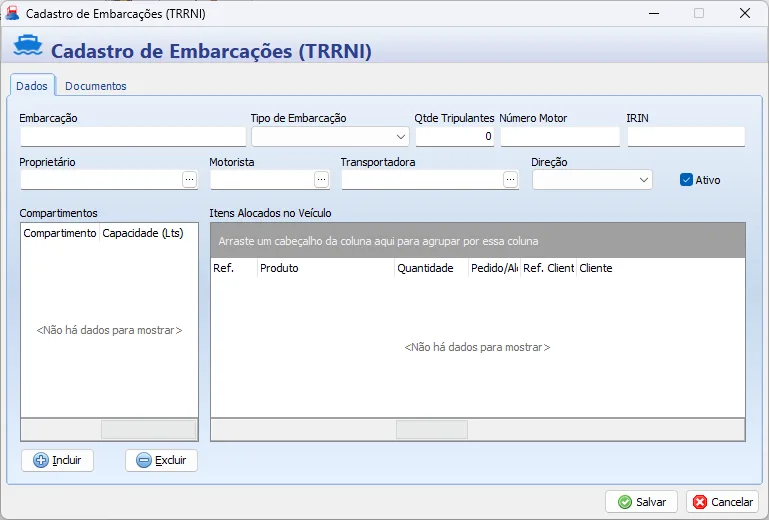 Cadastro de Embarcações (TRRNI)
Cadastro de Embarcações (TRRNI)
Dados Documentos
Embarcação Tipo de Embarcação Qtde Tripulantes Número Motor IRIN
0
Proprietário Motorista Transportadora Direção
... ... ... Ativo
Compartimentos Itens Alocados no Veículo
Compartimento Capacidade (Lts)
Arraste um cabeçalho da coluna aqui para agrupar por essa coluna
Ref. Produto Quantidade Pedido/Alo Ref. Client Cliente
<Não há dados para mostrar>
<Não há dados para mostrar>
Incluir Excluir
Salvar Cancelar